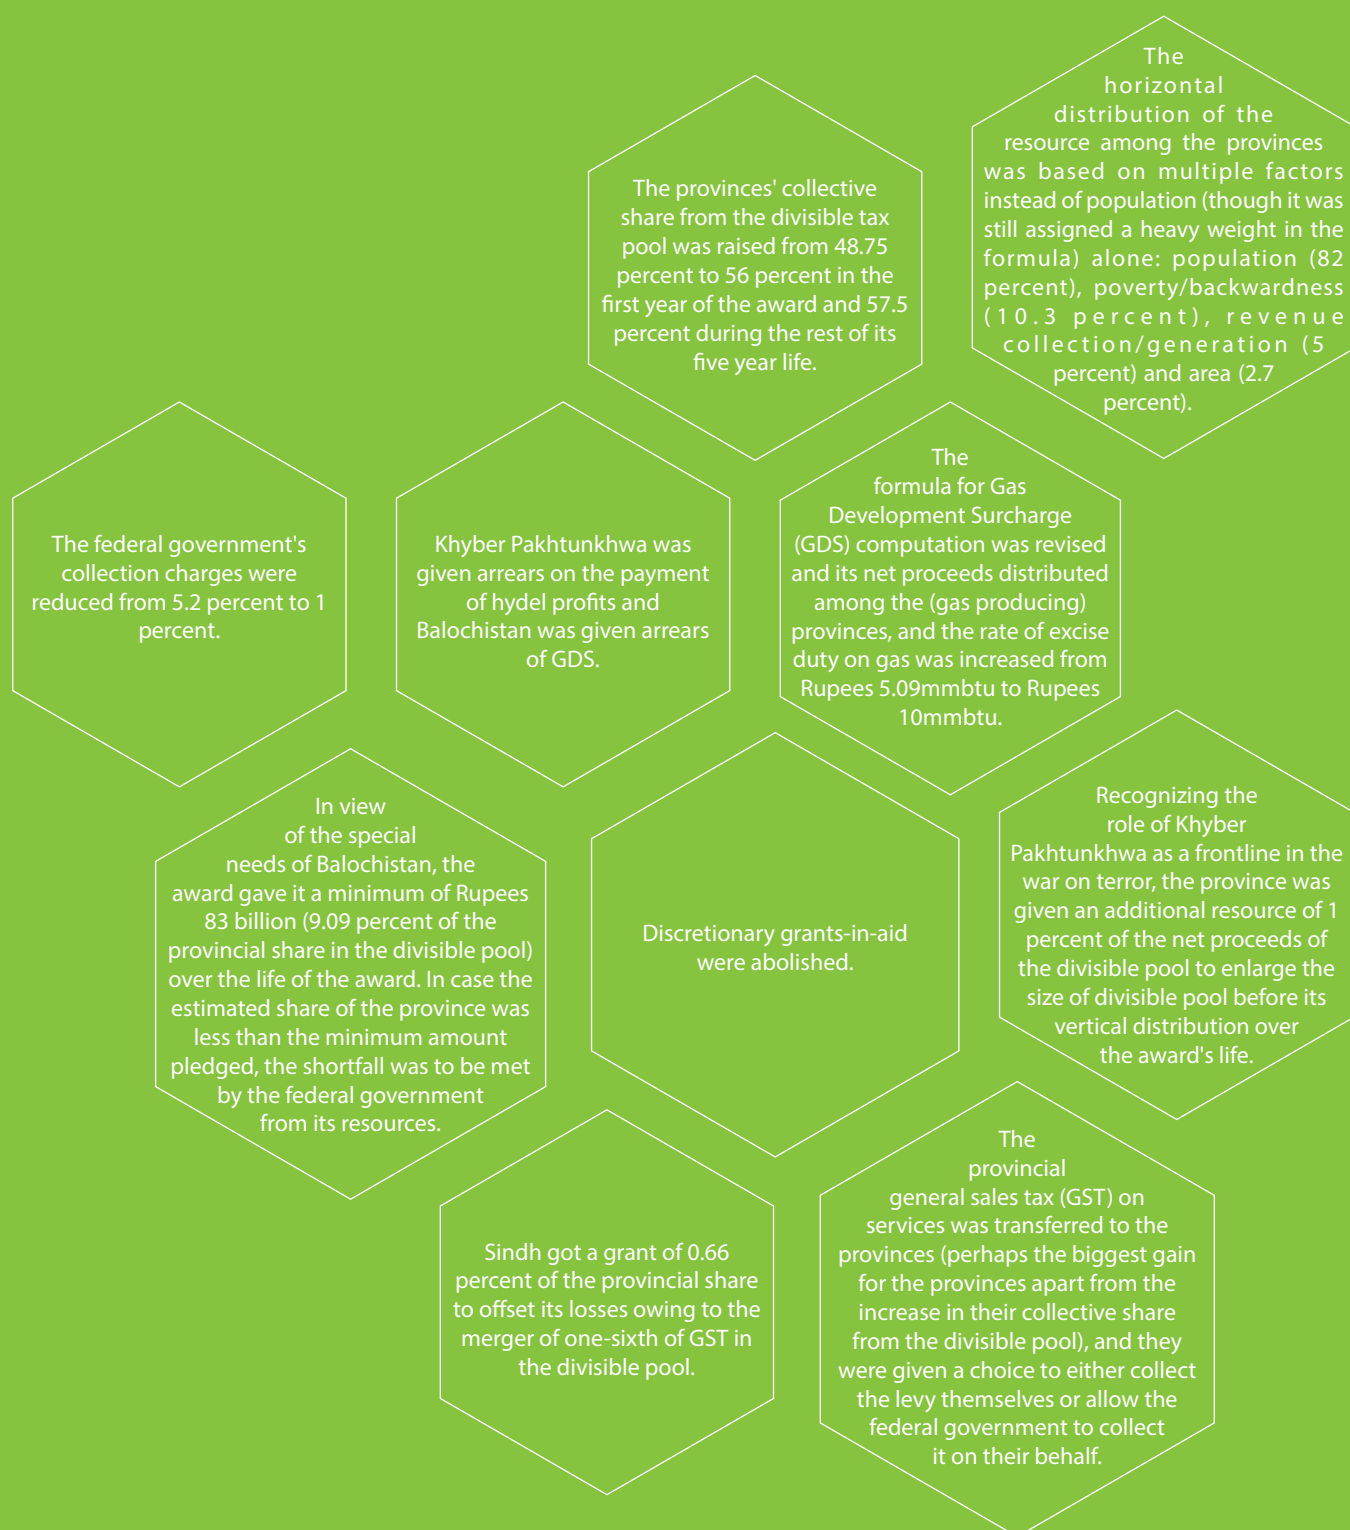 The
horizontal
distribution of the
resource among the provinces
was based on multiple factors
instead of population (though it was
still assigned a heavy weight in the
formula) alone: population (82
percent), poverty/backwardness
(10.3 percent), revenue
collection/generation (5
percent) and area (2.7
percent).
The provinces' collective
share from the divisible tax
pool was raised from 48.75
percent to 56 percent in the
first year of the award and 57.5
percent during the rest of its
five year life.
The federal government's
collection charges were
reduced from 5.2 percent to 1
percent.
Khyber Pakhtunkhwa was
given arrears on the payment
of hydel profits and
Balochistan was given arrears
of GDS.
The
formula for Gas
Development Surcharge
(GDS) computation was revised
and its net proceeds distributed
among the (gas producing)
provinces, and the rate of excise
duty on gas was increased from
Rupees 5.09mmbtu to Rupees
10mmbtu.
In view
of the special
needs of Balochistan, the
award gave it a minimum of Rupees
83 billion (9.09 percent of the
provincial share in the divisible pool)
over the life of the award. In case the
estimated share of the province was
less than the minimum amount
pledged, the shortfall was to be met
by the federal government
from its resources.
Discretionary grants-in-aid
were abolished.
Recognizing the
role of Khyber
Pakhtunkhwa as a frontline in the
war on terror, the province was
given an additional resource of 1
percent of the net proceeds of
the divisible pool to enlarge the
size of divisible pool before its
vertical distribution over
the award's life.
Sindh got a grant of 0.66
percent of the provincial share
to offset its losses owing to the
merger of one-sixth of GST in
the divisible pool.
The
provincial
general sales tax (GST) on
services was transferred to the
provinces (perhaps the biggest gain
for the provinces apart from the
increase in their collective share
from the divisible pool), and they
were given a choice to either collect
the levy themselves or allow the
federal government to collect
it on their behalf.